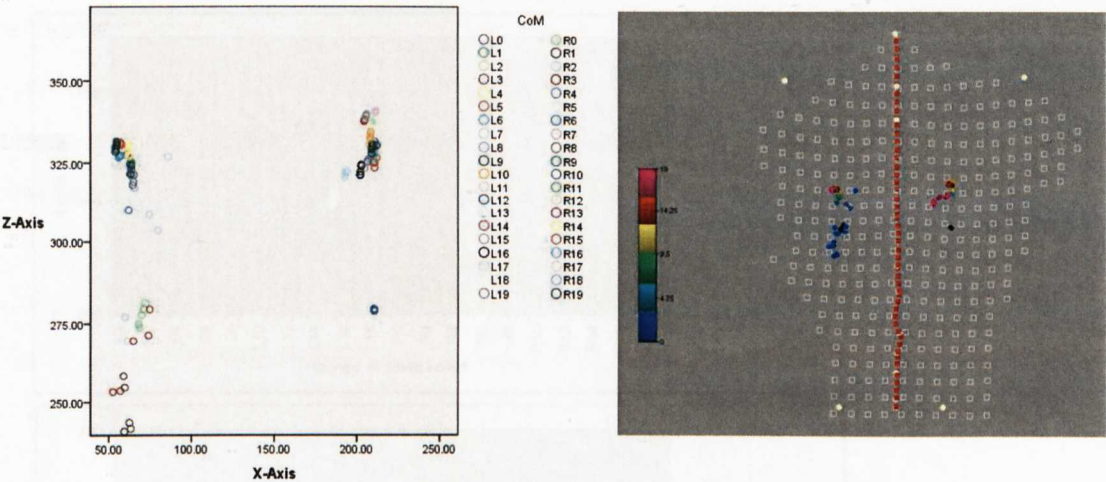 CoM
L0 R0
L1 R1
L2 R2
L3 R3
L4 R4
L5 R5
L6 R6
L7 R7
L8 R8
L9 R9
L10 R10
L11 R11
L12 R12
L13 R13
L14 R14
L15 R15
L16 R16
L17 R17
L18 R18
L19 R19
Z-Axis
350.00
325.00
300.00
275.00
250.00
50.00 100.00 150.00 200.00 250.00
X-Axis
19
14.25
9.5
4.75
0